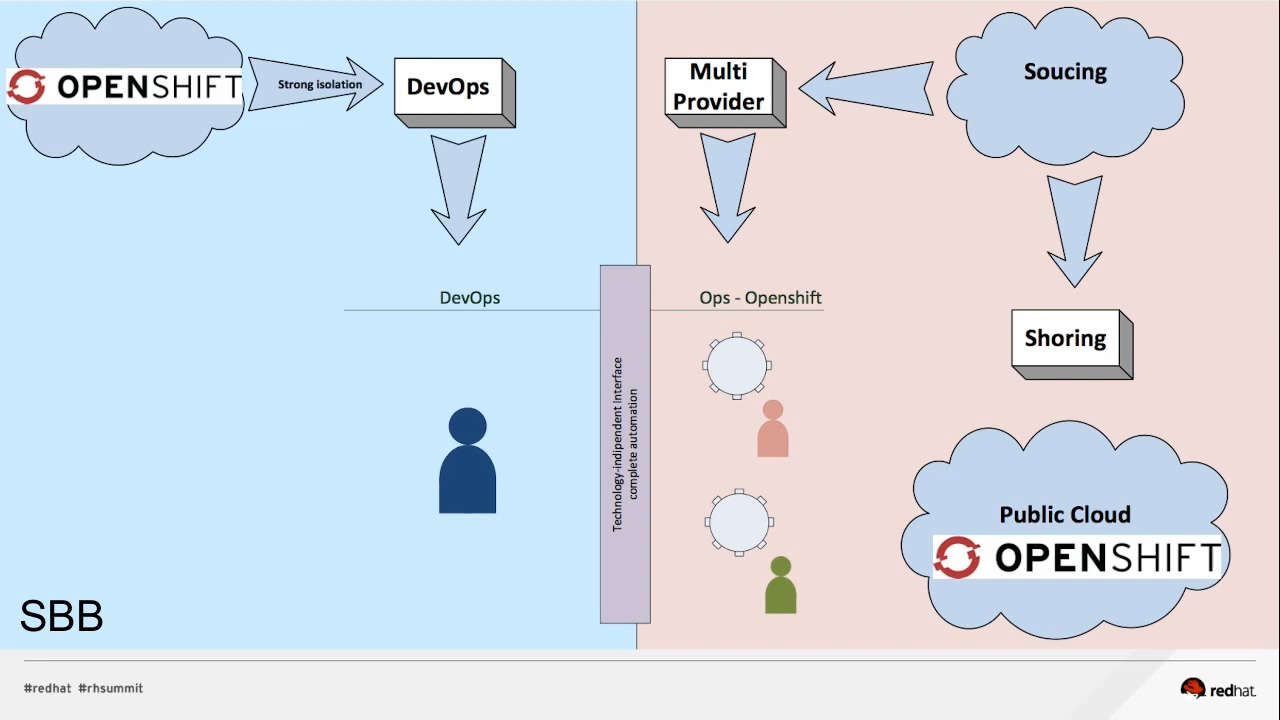 OPENSHIFT
Strong isolation
DevOps
Multi
Provider
Soucing
DevOps
Ops - Openshift
Shoring
Technology-indipendent Interface
complete automation
Public Cloud
OPENSHIFT
SBB
#redhat #rhsummit
redhat.